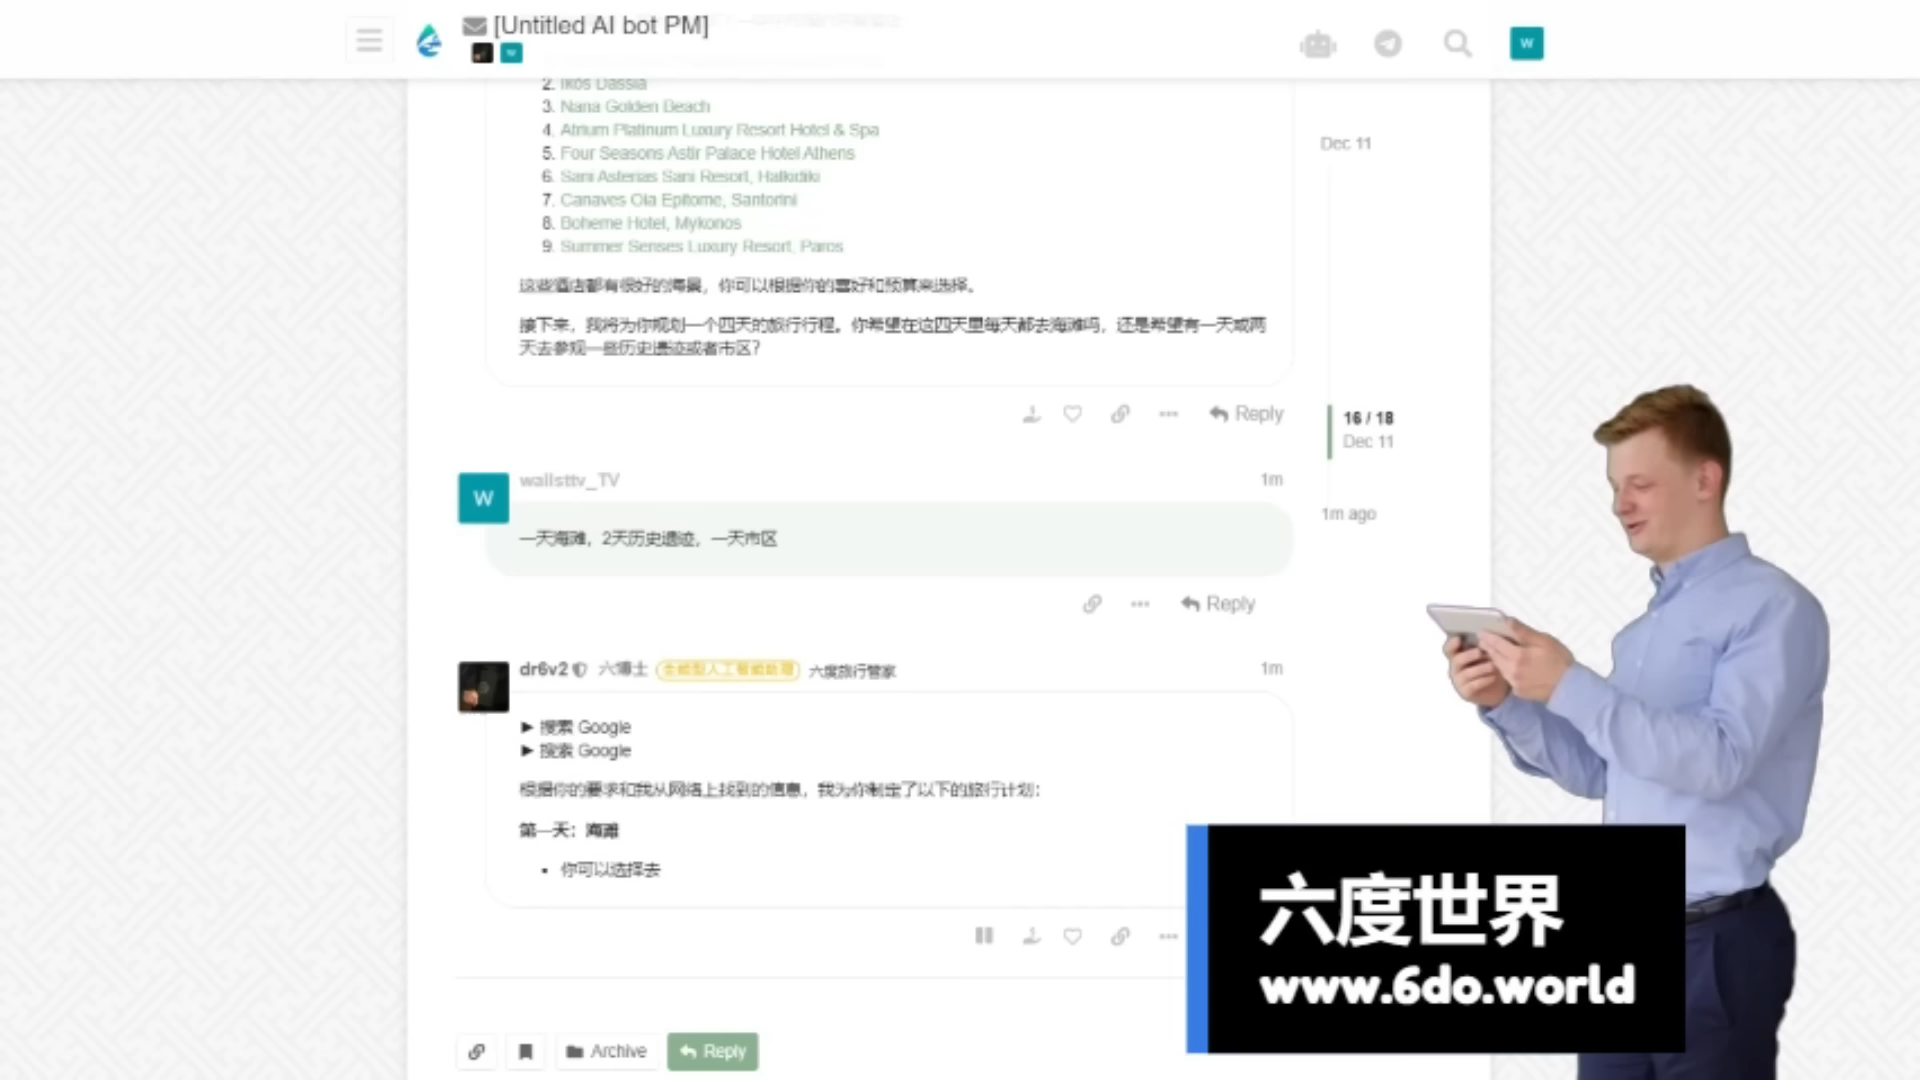 [Untitled AI bot PM]
W
W
2. Ikos Dassia
3. Nana Golden Beach
4. Atrium Platinum Luxury Resort Hotel & Spa
5. Four Seasons Astir Palace Hotel Athens
6. Sani Asterias Sani Resort, Halkidiki
7. Canaves Oia Epitome, Santorini
8. Boheme Hotel, Mykonos
9. Summer Senses Luxury Resort, Paros
这些酒店都有很好的海景，你可以根据你的喜好和预算来选择。
接下来，我将为你规划一个四天的旅行行程。你希望在这四天里每天都去海滩吗，还是希望有一天或两
天去参观一些历史遗迹或者市区？
Reply
Dec 11
16 / 18
Dec 11
1m ago
W
wallsttv_TV
1m
一天海滩，2天历史遗迹，一天市区
Reply
dr6v2 六博士 全能型人工智能助理 六度旅行管家
1m
▶ 搜索 Google
▶ 搜索 Google
根据你的要求和我从网络上找到的信息，我为你制定了以下的旅行计划：
第一天：海滩
• 你可以选择去
Archive
Reply
六度世界
www.6do.world